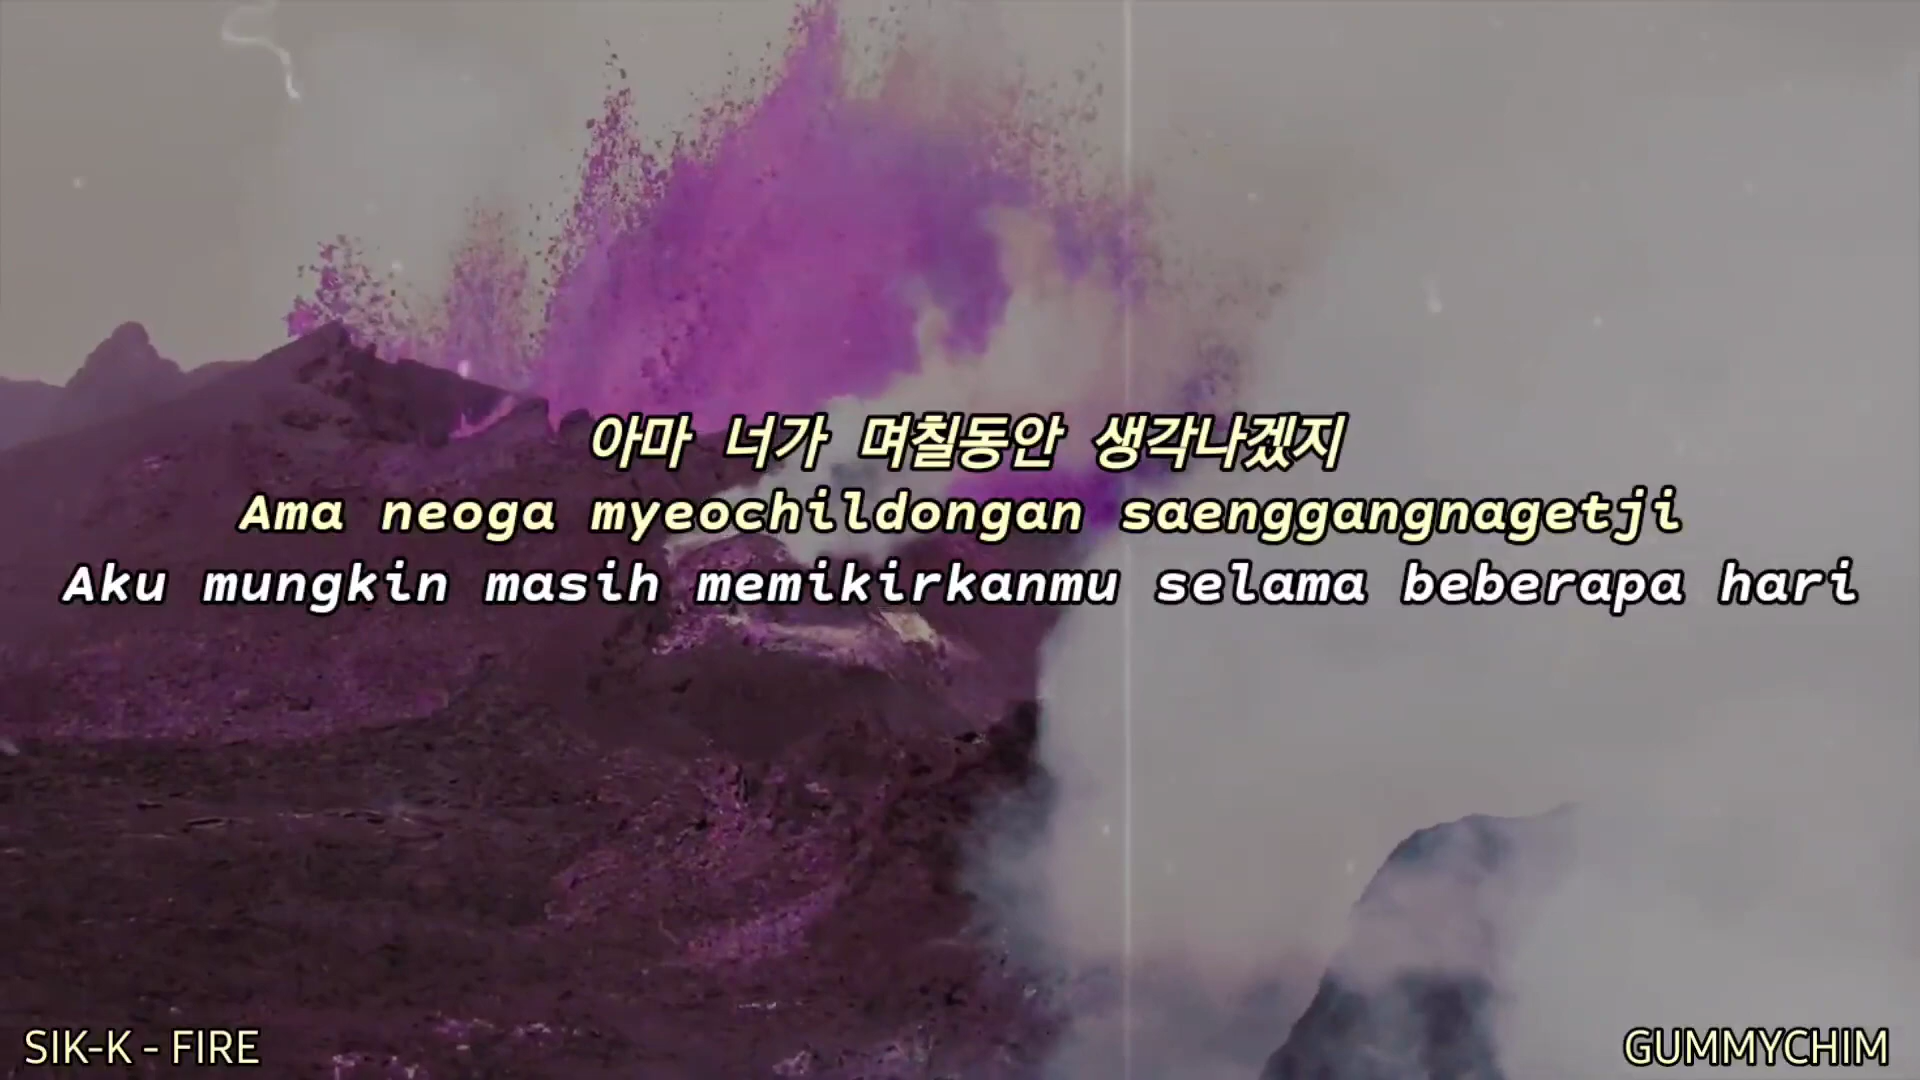 아마 너가 며칠동안 생각나겠지
Ama neoga myeochildongan saenggangnagetji
Aku mungkin masih memikirkanmu selama beberapa hari
SIK-K - FIRE
GUMMYCHIM